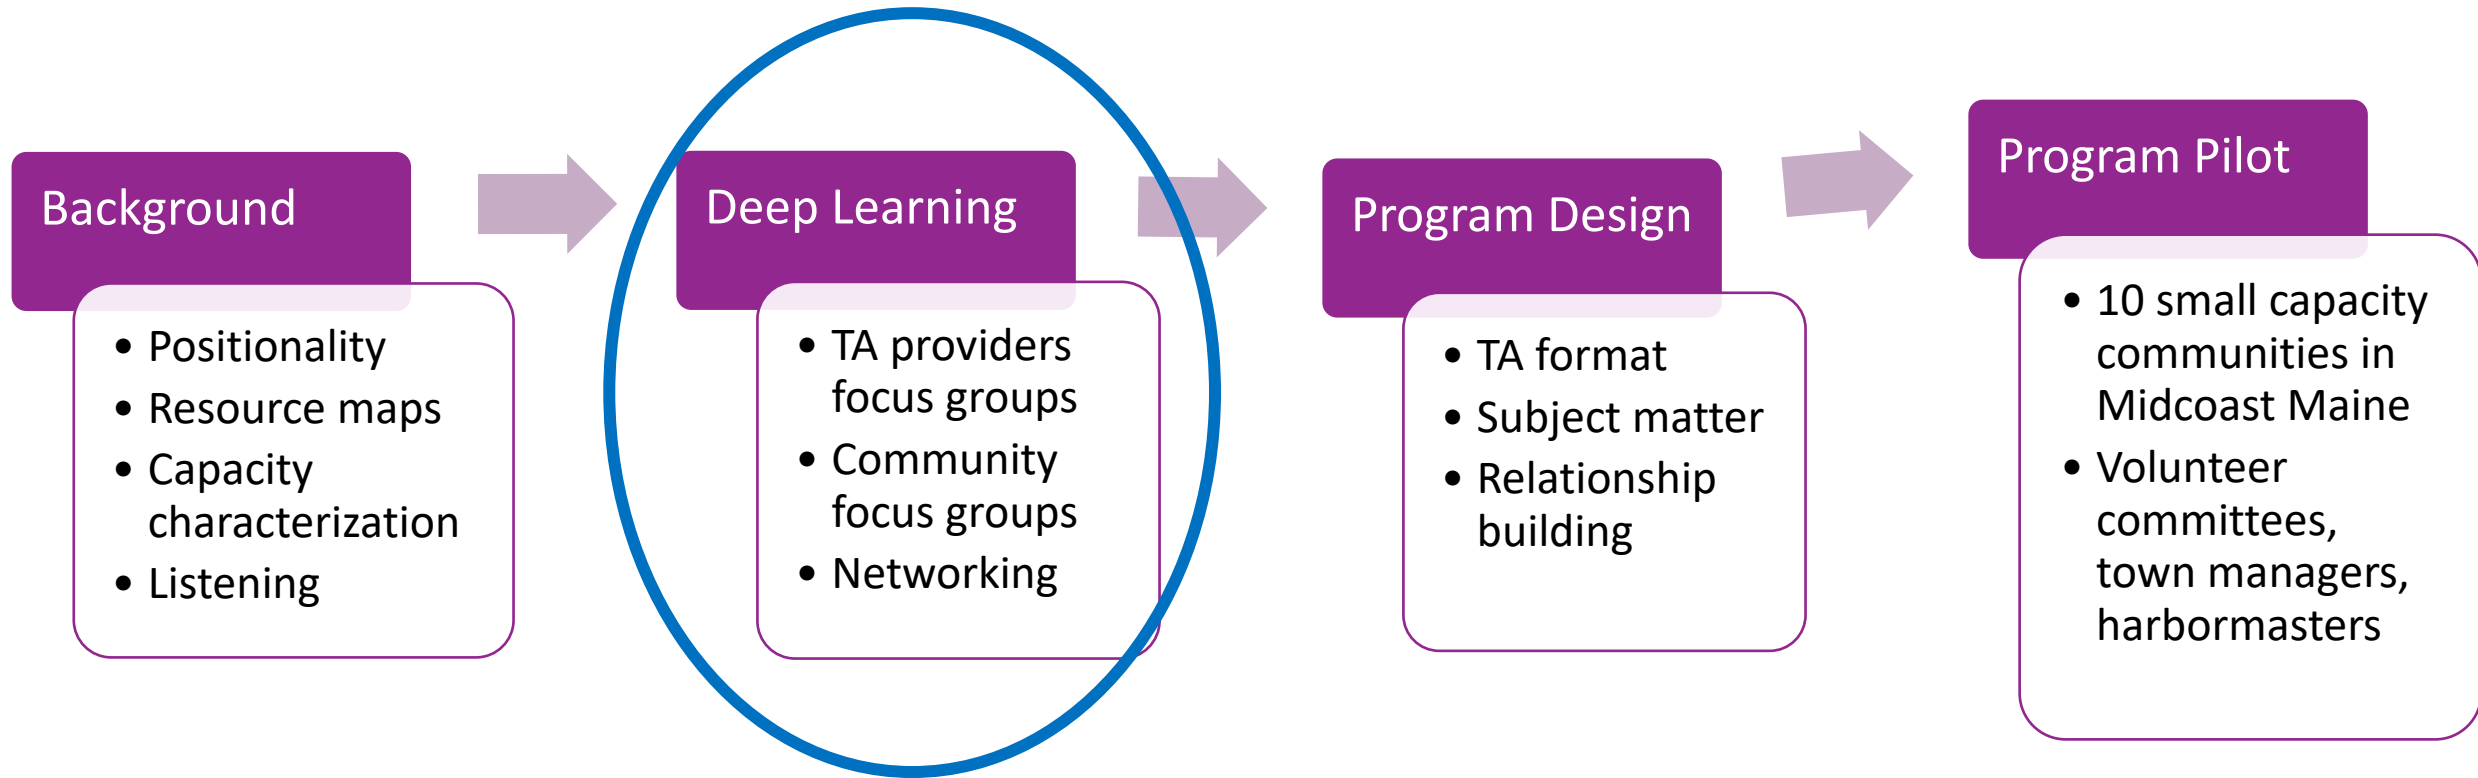 Background
• Positionality
• Resource maps
• Capacity
characterization
• Listening
Deep Learning
• TA providers
focus groups
• Community
focus groups
• Networking
Program Design
• TA format
• Subject matter
• Relationship
building
Program Pilot
• 10 small capacity
communities in
Midcoast Maine
• Volunteer
committees,
town managers,
harbormasters